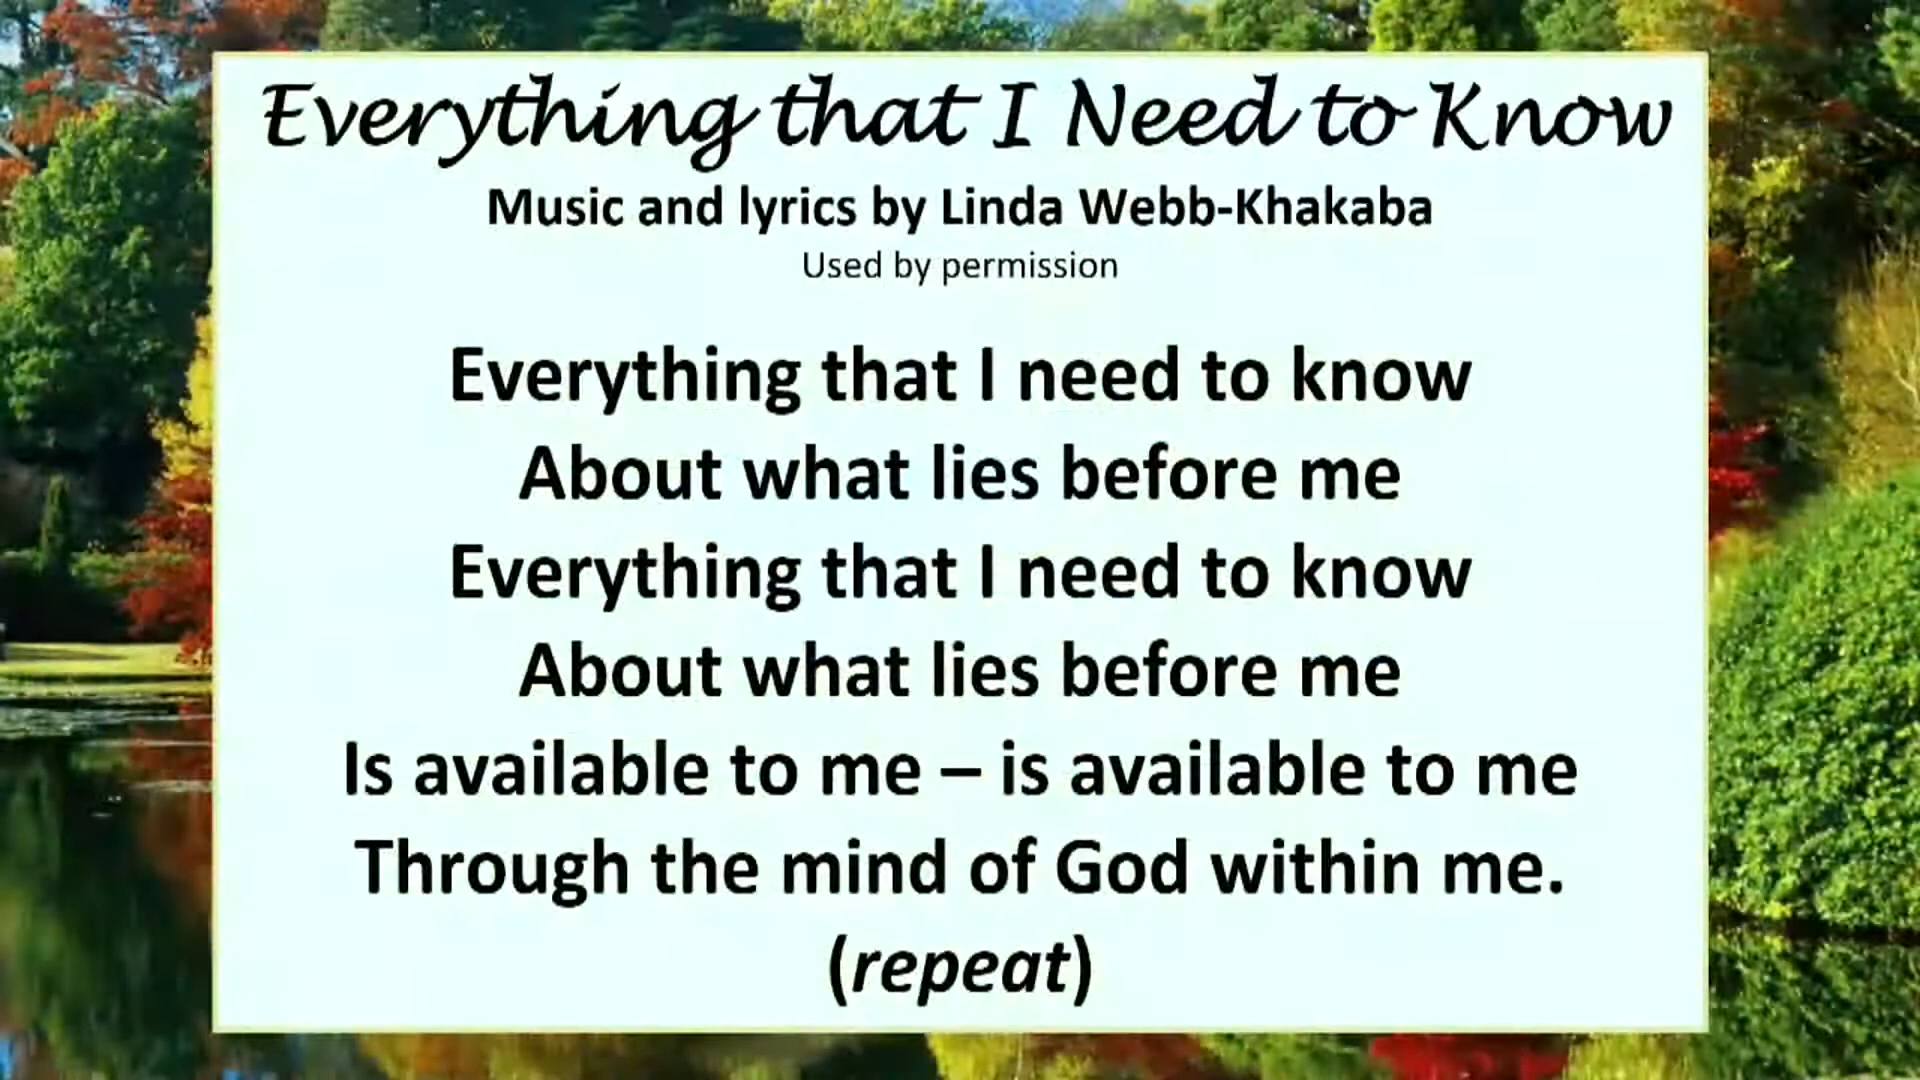 Everything that I Need to Know
Music and lyrics by Linda Webb-Khakaba
Used by permission
Everything that I need to know
About what lies before me
Everything that I need to know
About what lies before me
Is available to me – is available to me
Through the mind of God within me.
(repeat)